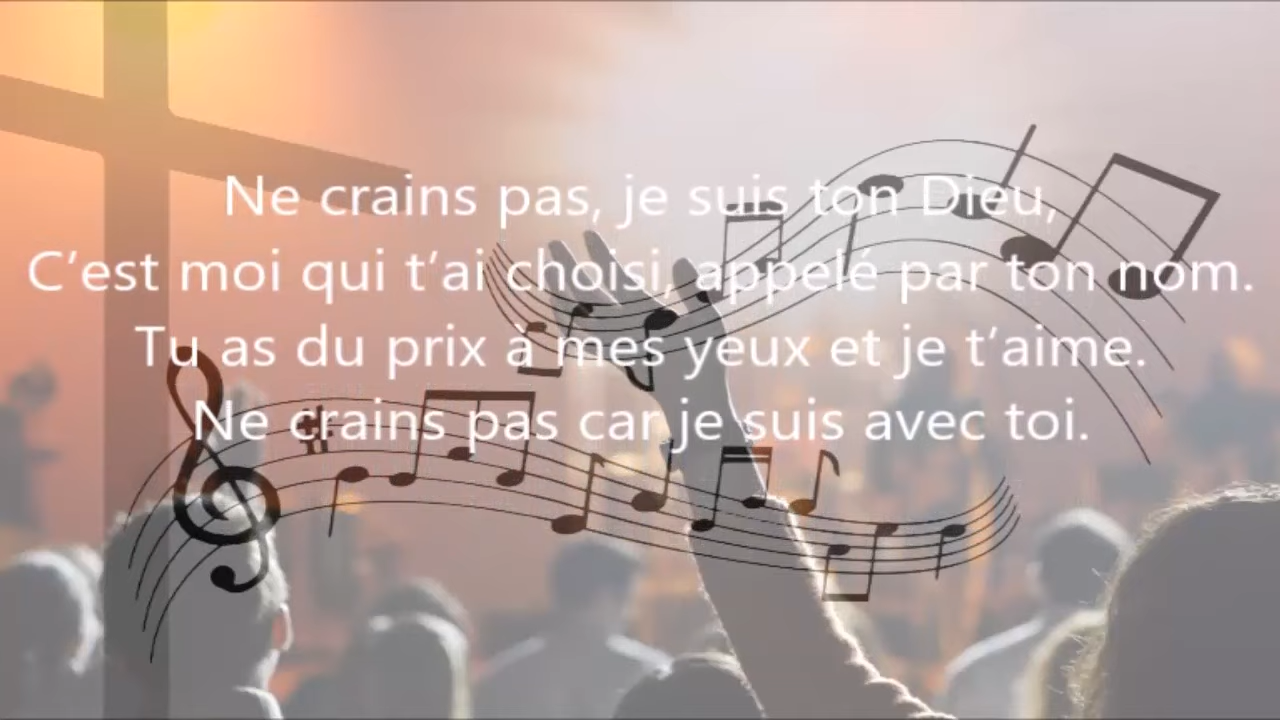 Ne crains pas, je suis ton Dieu,
C’est moi qui t’ai choisi, appelé par ton nom.
Tu as du prix à mes yeux et je t’aime.
Ne crains pas car je suis avec toi.